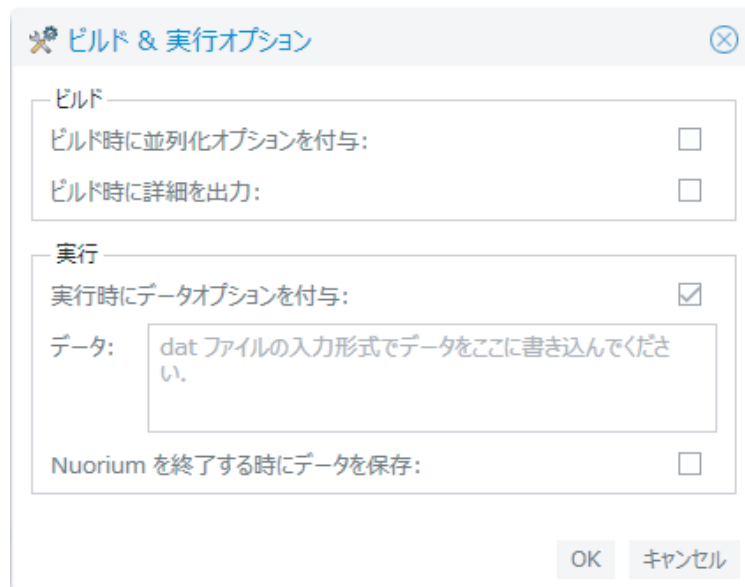 ビルド & 実行オプション
ビルド
ビルド時に並列化オプションを付与:
ビルド時に詳細を出力:
実行
実行時にデータオプションを付与:
データ: dat ファイルの入力形式でデータをここに書き込んでくださ
い.
Nuorium を終了する時にデータを保存:
OK キャンセル